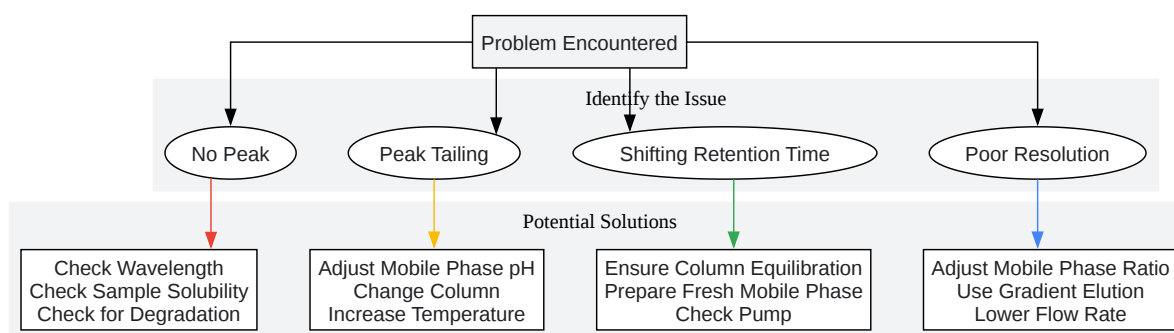 Problem Encountered
Identify the Issue
No Peak
Peak Tailing
Shifting Retention Time
Poor Resolution
Potential Solutions
Check Wavelength
Check Sample Solubility
Check for Degradation
Adjust Mobile Phase pH
Change Column
Increase Temperature
Ensure Column Equilibration
Prepare Fresh Mobile Phase
Check Pump
Adjust Mobile Phase Ratio
Use Gradient Elution
Lower Flow Rate